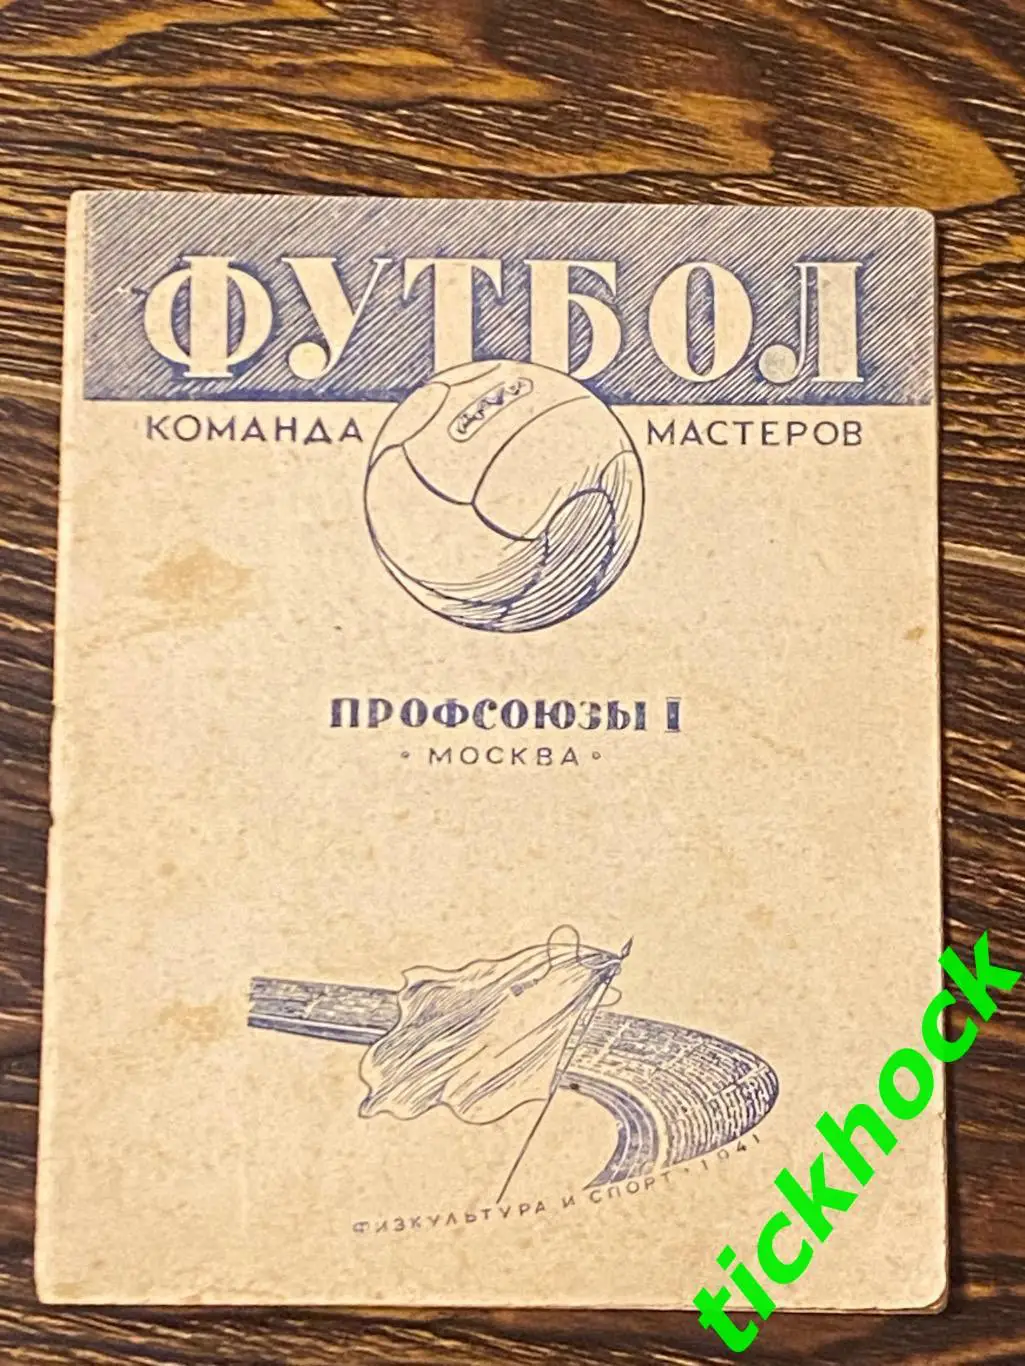 ФУТБОЛ
КОМАНДА МАСТЕРОВ
ПРОФСОЮЗЫ I
• МОСКВА •
ФИЗКУЛЬТУРА И СПОРТ • 1941
tickhock